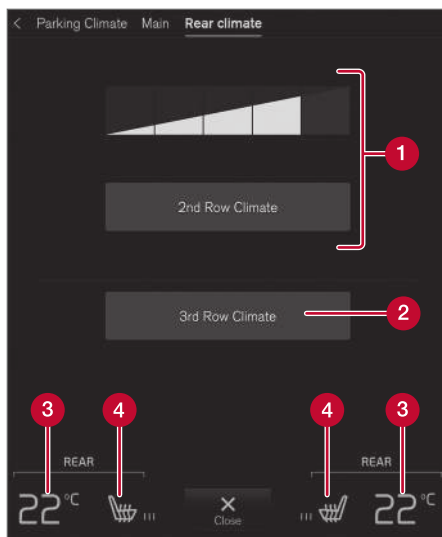 < Parking Climate Main Rear climate
1
2nd Row Climate
3rd Row Climate
2
3 4 4 3
REAR REAR
22°C 22°C
Close